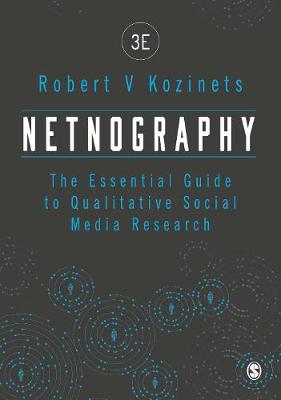 3E
Robert V Kozinets
NETNOGRAPHY
The Essential Guide
to Qualitative Social
Media Research
S